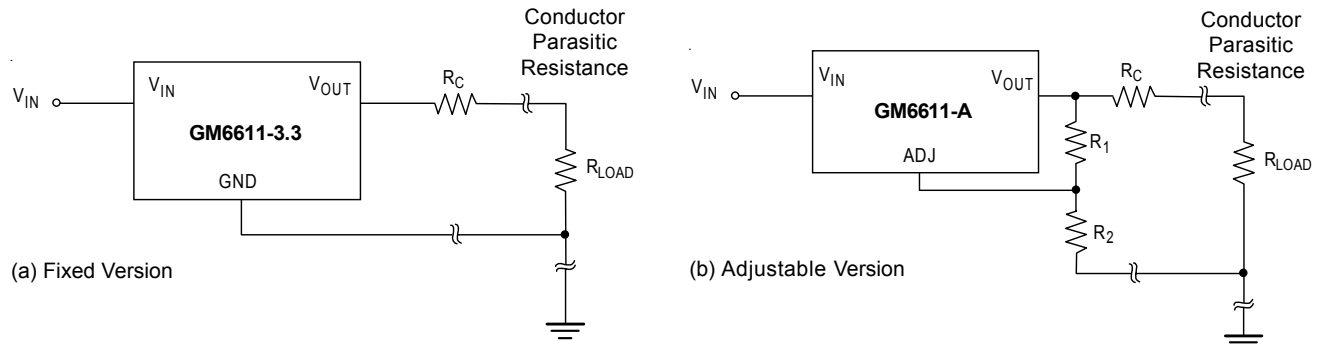 Conductor
Parasitic
Resistance
V_IN
V_IN
V_OUT
R_C
GM6611-3.3
GND
R_LOAD
(a) Fixed Version
Conductor
Parasitic
Resistance
V_IN
V_IN
V_OUT
R_C
GM6611-A
ADJ
R_1
R_LOAD
R_2
(b) Adjustable Version